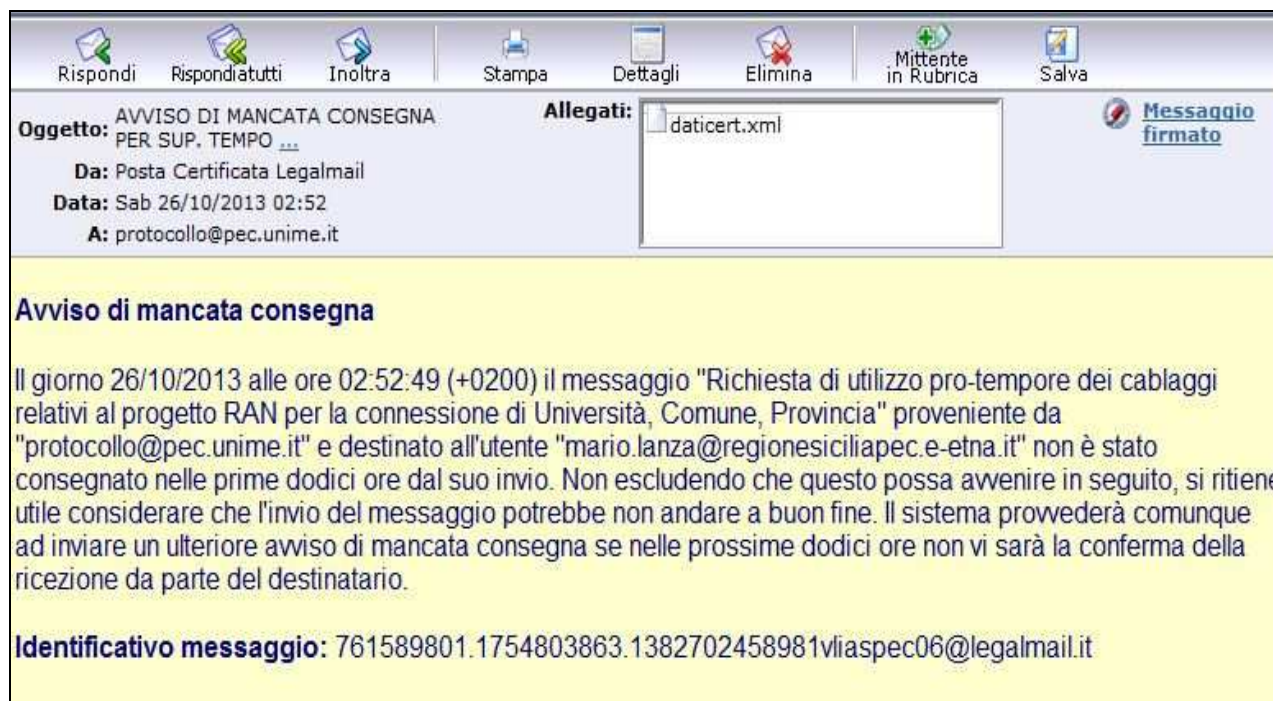 Rispondi Rispondiatutti Inoltra Stampa Dettagli Elimina Mittente in Rubrica Salva
Oggetto: AVVISO DI MANCATA CONSEGNA PER SUP. TEMPO ...
Da: Posta Certificata Legalmail
Data: Sab 26/10/2013 02:52
A: protocollo@pec.unime.it
Allegati: daticert.xml
Messaggio firmato
Avviso di mancata consegna
Il giorno 26/10/2013 alle ore 02:52:49 (+0200) il messaggio "Richiesta di utilizzo pro-tempore dei cablaggi
relativi al progetto RAN per la connessione di Università, Comune, Provincia" proveniente da
"protocollo@pec.unime.it" e destinato all'utente "mario.lanza@regionesiciliapec.e-etna.it" non è stato
consegnato nelle prime dodici ore dal suo invio. Non escludendo che questo possa avvenire in seguito, si ritiene
utile considerare che l'invio del messaggio potrebbe non andare a buon fine. Il sistema provvederà comunque
ad inviare un ulteriore avviso di mancata consegna se nelle prossime dodici ore non vi sarà la conferma della
ricezione da parte del destinatario.
Identificativo messaggio: 761589801.1754803863.1382702458981vliaspec06@legalmail.it